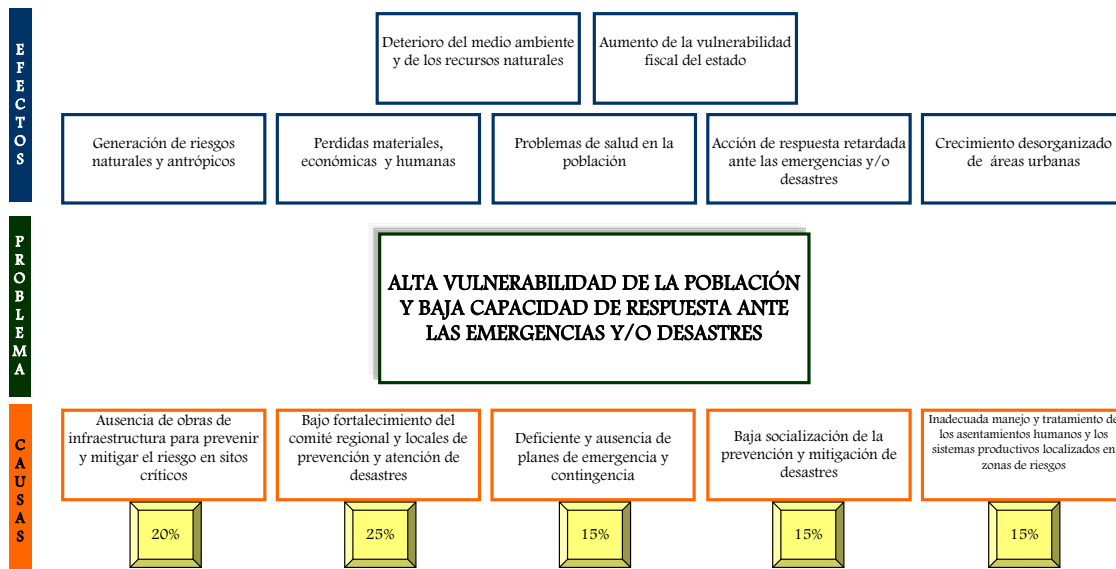 EFECTOS
Deterioro del medio ambiente
y de los recursos naturales
Aumento de la vulnerabilidad
fiscal del estado
Generación de riesgos
naturales y antrópicos
Perdidas materiales,
económicas y humanas
Problemas de salud en la
población
Acción de respuesta retardada
ante las emergencias y/o
desastres
Crecimiento desorganizado
de áreas urbanas
PROBLEMA
ALTA VULNERABILIDAD DE LA POBLACIÓN
Y BAJA CAPACIDAD DE RESPUESTA ANTE
LAS EMERGENCIAS Y/O DESASTRES
CAUSAS
Ausencia de obras de
infraestructura para prevenir
y mitigar el riesgo en sitos
críticos
Bajo fortalecimiento del
comité regional y locales de
prevención y atención de
desastres
Deficiente y ausencia de
planes de emergencia y
contingencia
Baja socialización de la
prevención y mitigación de
desastres
Inadecuada manejo y tratamiento de
los asentamientos humanos y los
sistemas productivos localizados en
zonas de riesgos
20%
25%
15%
15%
15%